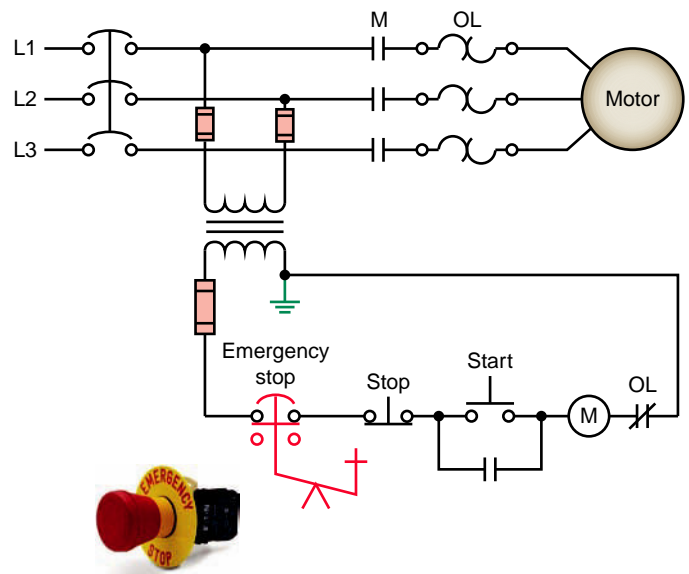 M OL
L1
L2
Motor
L3
Emergency
stop
Stop
Start
M
OL
EMERGENCY
STOP